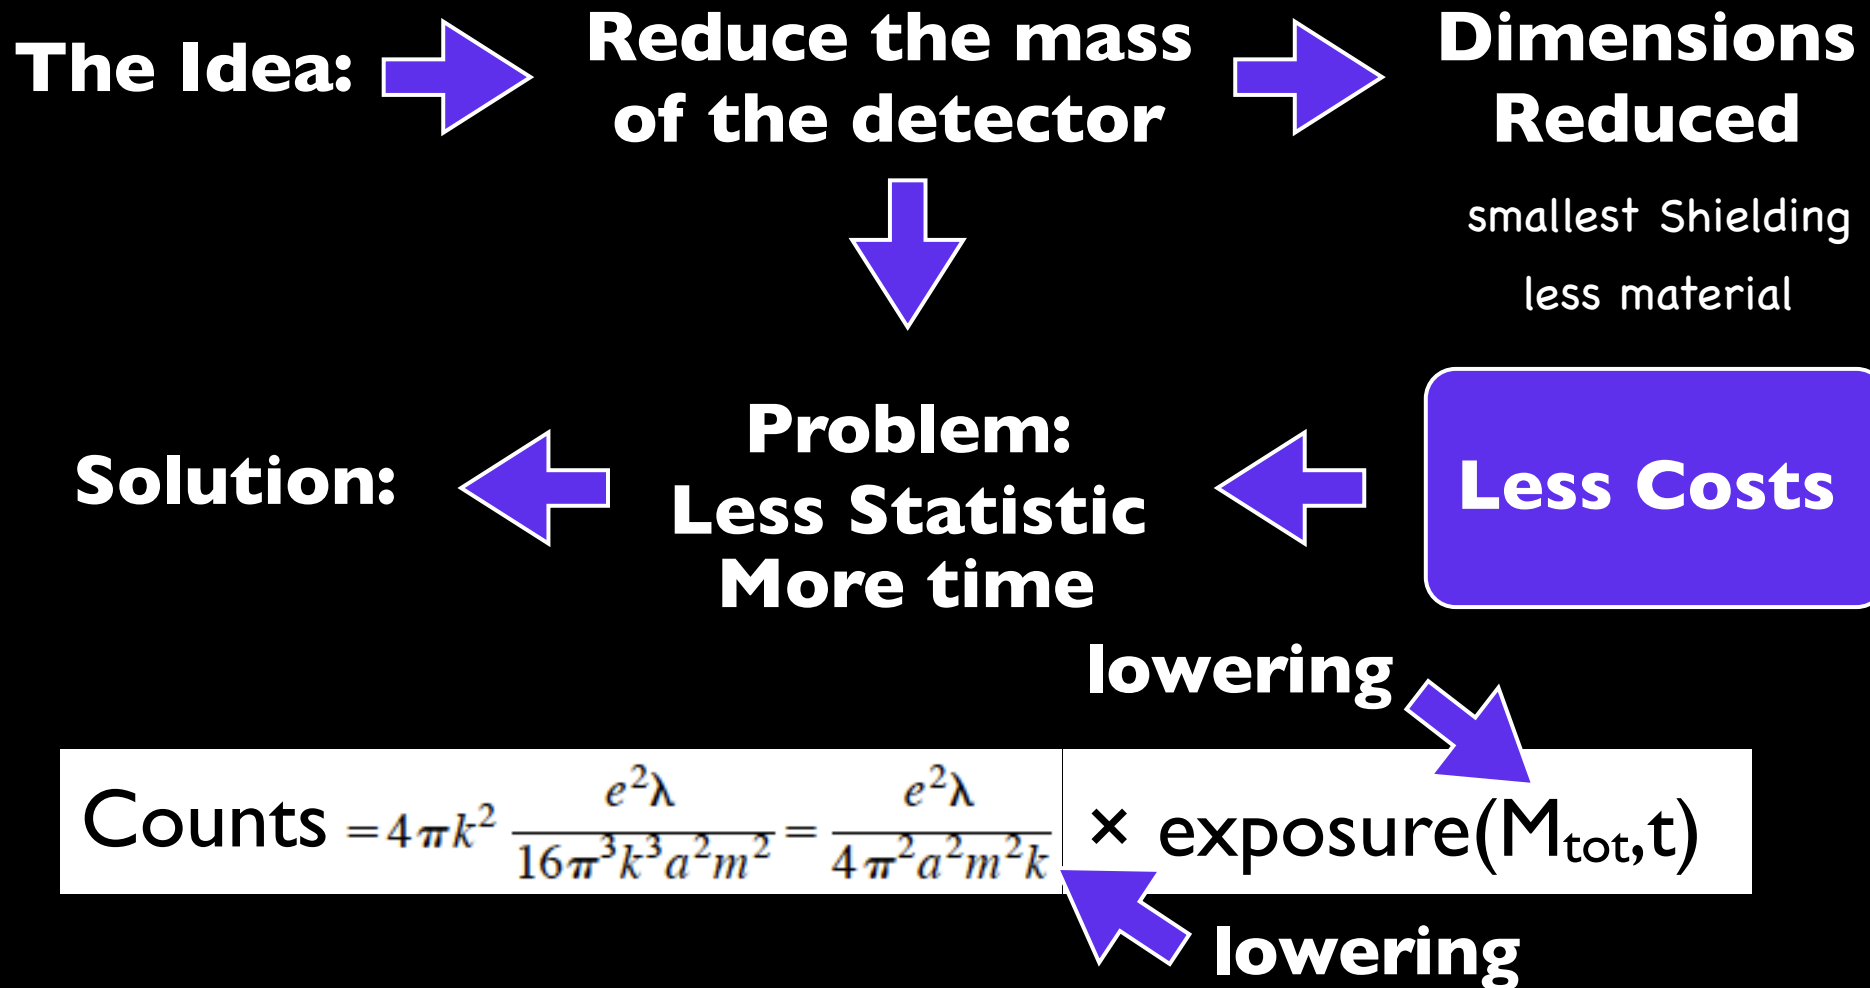 The Idea:
Reduce the mass
of the detector
Dimensions
Reduced
smallest Shielding
less material
Less Costs
Problem:
Less Statistic
More time
Solution:
lowering
Counts = 4πk² e²λ / 16π³k³a²m² = e²λ / 4π²a²m²k × exposure(Mtot,t)
lowering